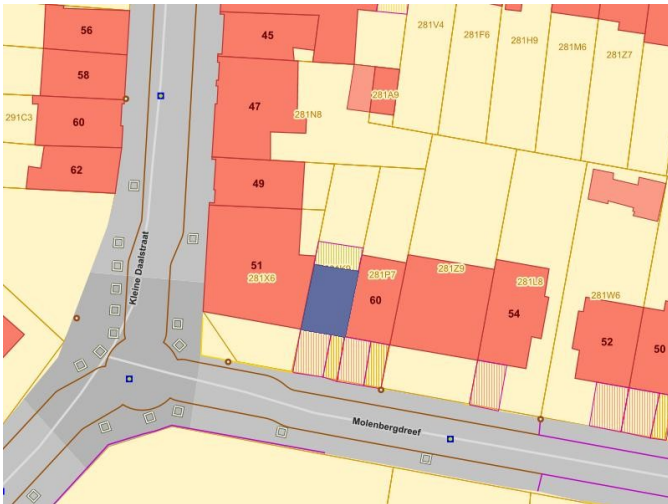 56
45
281V4
281F6
281H9
281M6
281Z7
58
281A9
47
281N8
60
291C3
62
49
51
281X6
281P7
60
281Z9
281L8
54
281W6
52
50
Kleine Daalstraat
Molenbergdreef